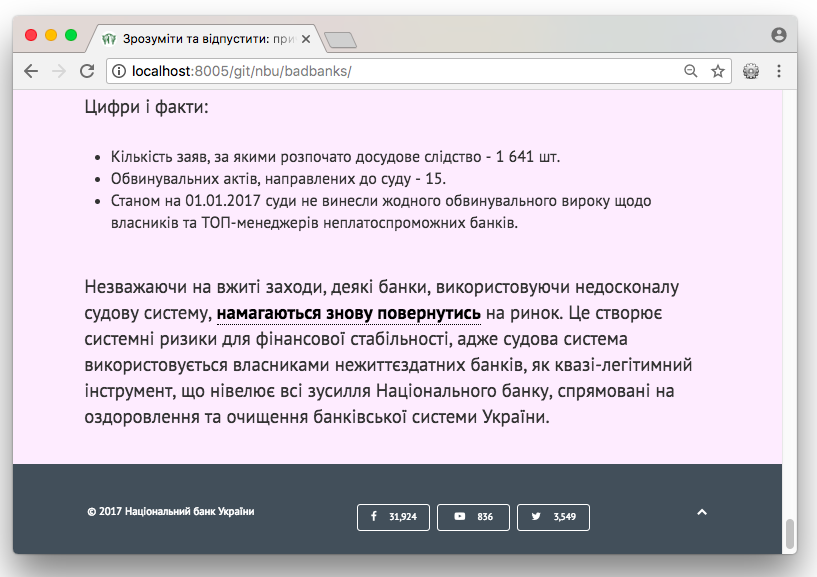 Зрозуміти та відпустити: при
localhost:8005/git/nbu/badbanks/
Цифри і факти:
Кількість заяв, за якими розпочато досудове слідство - 1 641 шт.
Обвинувальних актів, направлених до суду - 15.
Станом на 01.01.2017 суди не винесли жодного обвинувального вироку щодо
власників та ТОП-менеджерів неплатоспроможних банків.
Незважаючи на вжиті заходи, деякі банки, використовуючи недосконалу
судову систему, намагаються знову повернутись на ринок. Це створює
системні ризики для фінансової стабільності, адже судова система
використовується власниками нежиттєздатних банків, як квазі-легітимний
інструмент, що нівелює всі зусилля Національного банку, спрямовані на
оздоровлення та очищення банківської системи України.
© 2017 Національний банк України
31,924
836
3,549